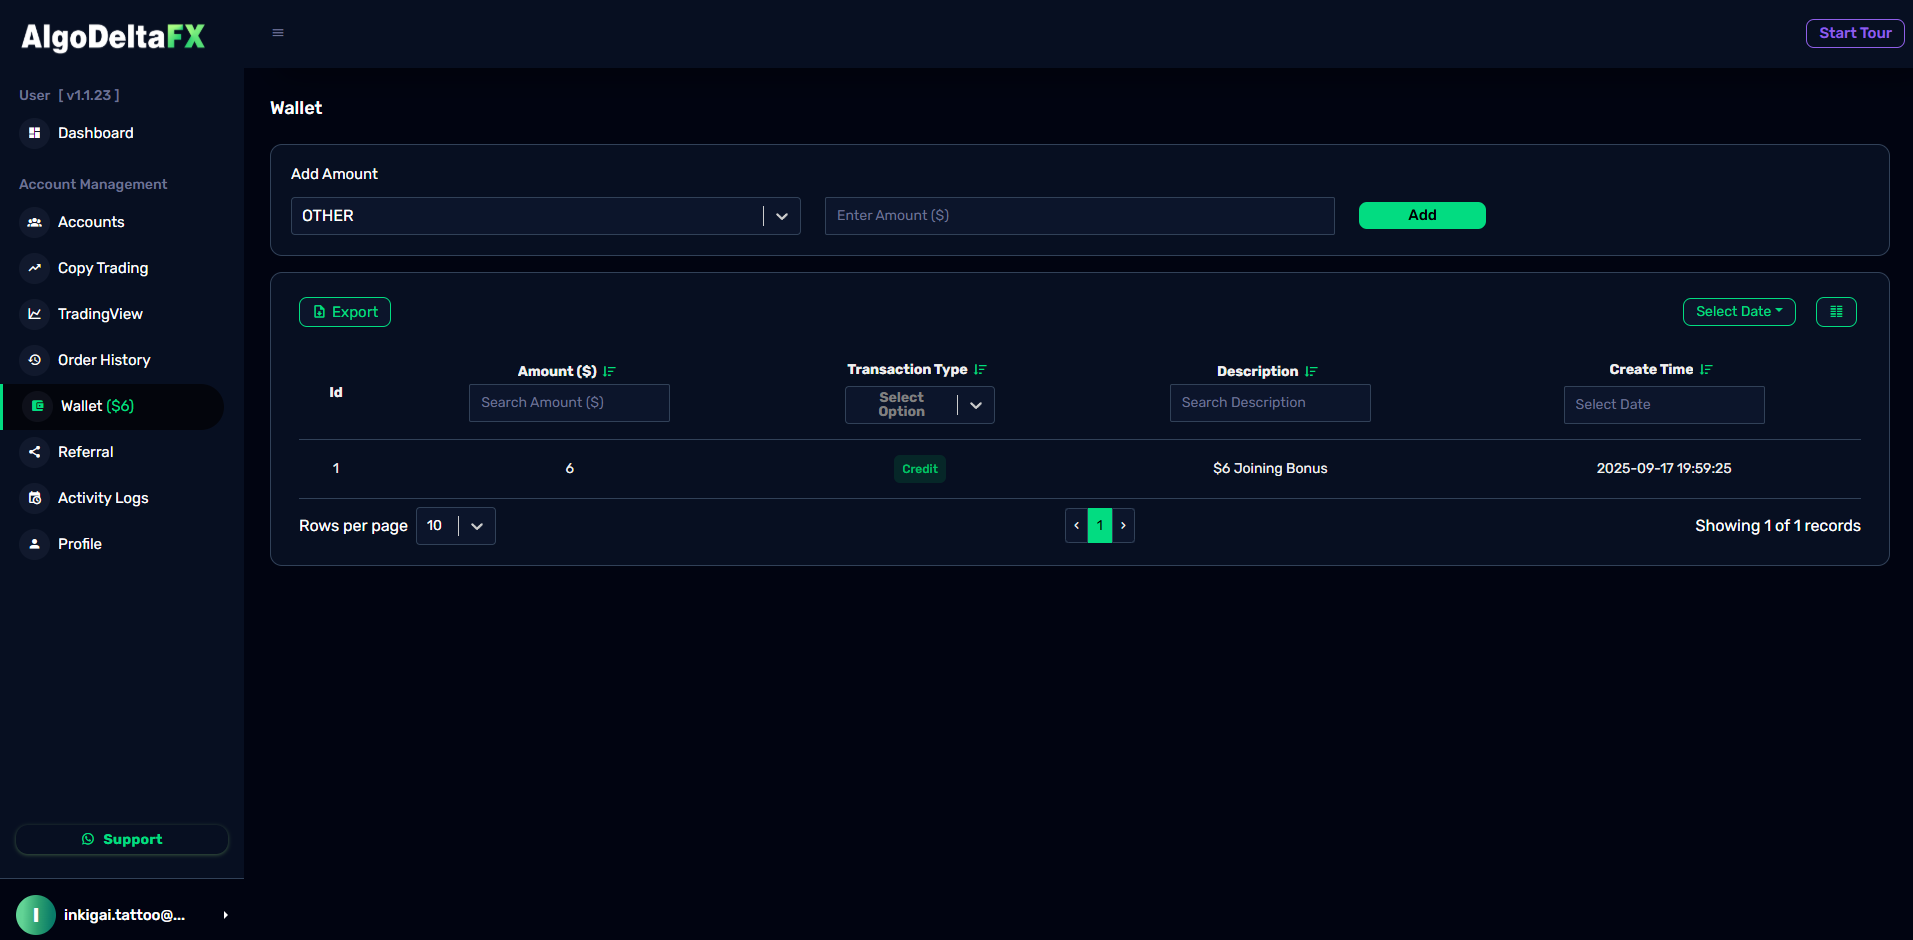 AlgoDeltaFX
Start Tour
User [ v1.1.23 ]
Dashboard
Account Management
Accounts
Copy Trading
TradingView
Order History
Wallet ($6)
Referral
Activity Logs
Profile
Support
I inkigai.tattoo@...
Wallet
Add Amount
OTHER
Enter Amount ($)
Add
Export
Select Date
Id
Amount ($)
Search Amount ($)
Transaction Type
Select
Option
Description
Search Description
Create Time
Select Date
1 6 Credit $6 Joining Bonus 2025-09-17 19:59:25
Rows per page 10 ‹ 1 › Showing 1 of 1 records